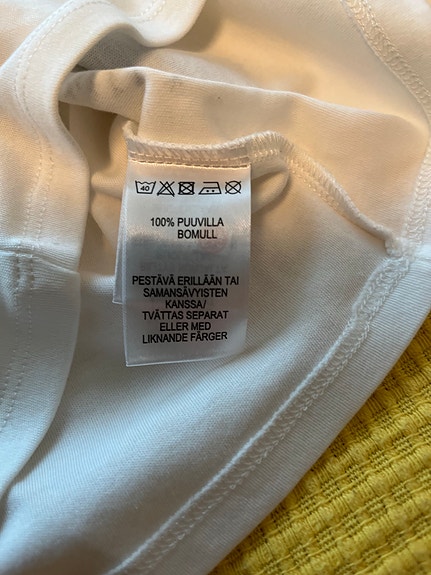 40
100% PUUVILLA
BOMULL
PESTÄVÄ ERILLÄÄN TAI
SAMANSÄVYISTEN
KANSSA/
TVÄTTAS SEPARAT
ELLER MED
LIKNANDE FÄRGER